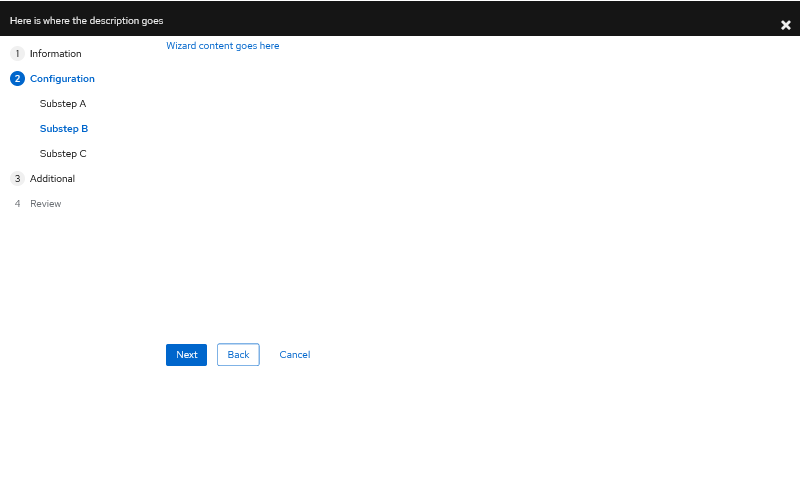 Here is where the description goes
1 Information
Wizard content goes here
2 Configuration
Substep A
Substep B
Substep C
3 Additional
4 Review
Next Back Cancel